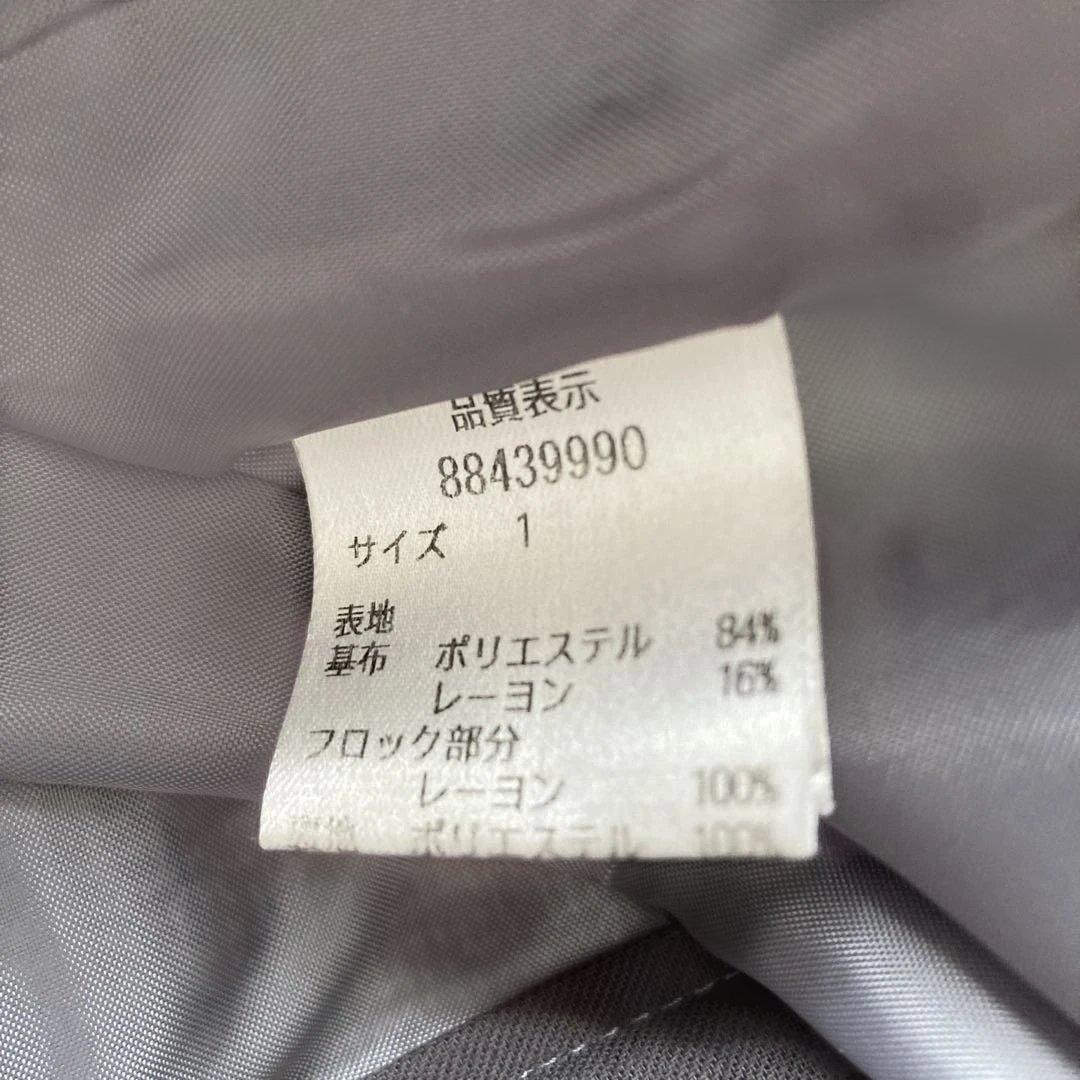 品質表示
88439990
サイズ 1
表地
基布 ポリエステル 84%
レーヨン 16%
フロック部分
レーヨン 100%
裏地 ポリエステル 100%